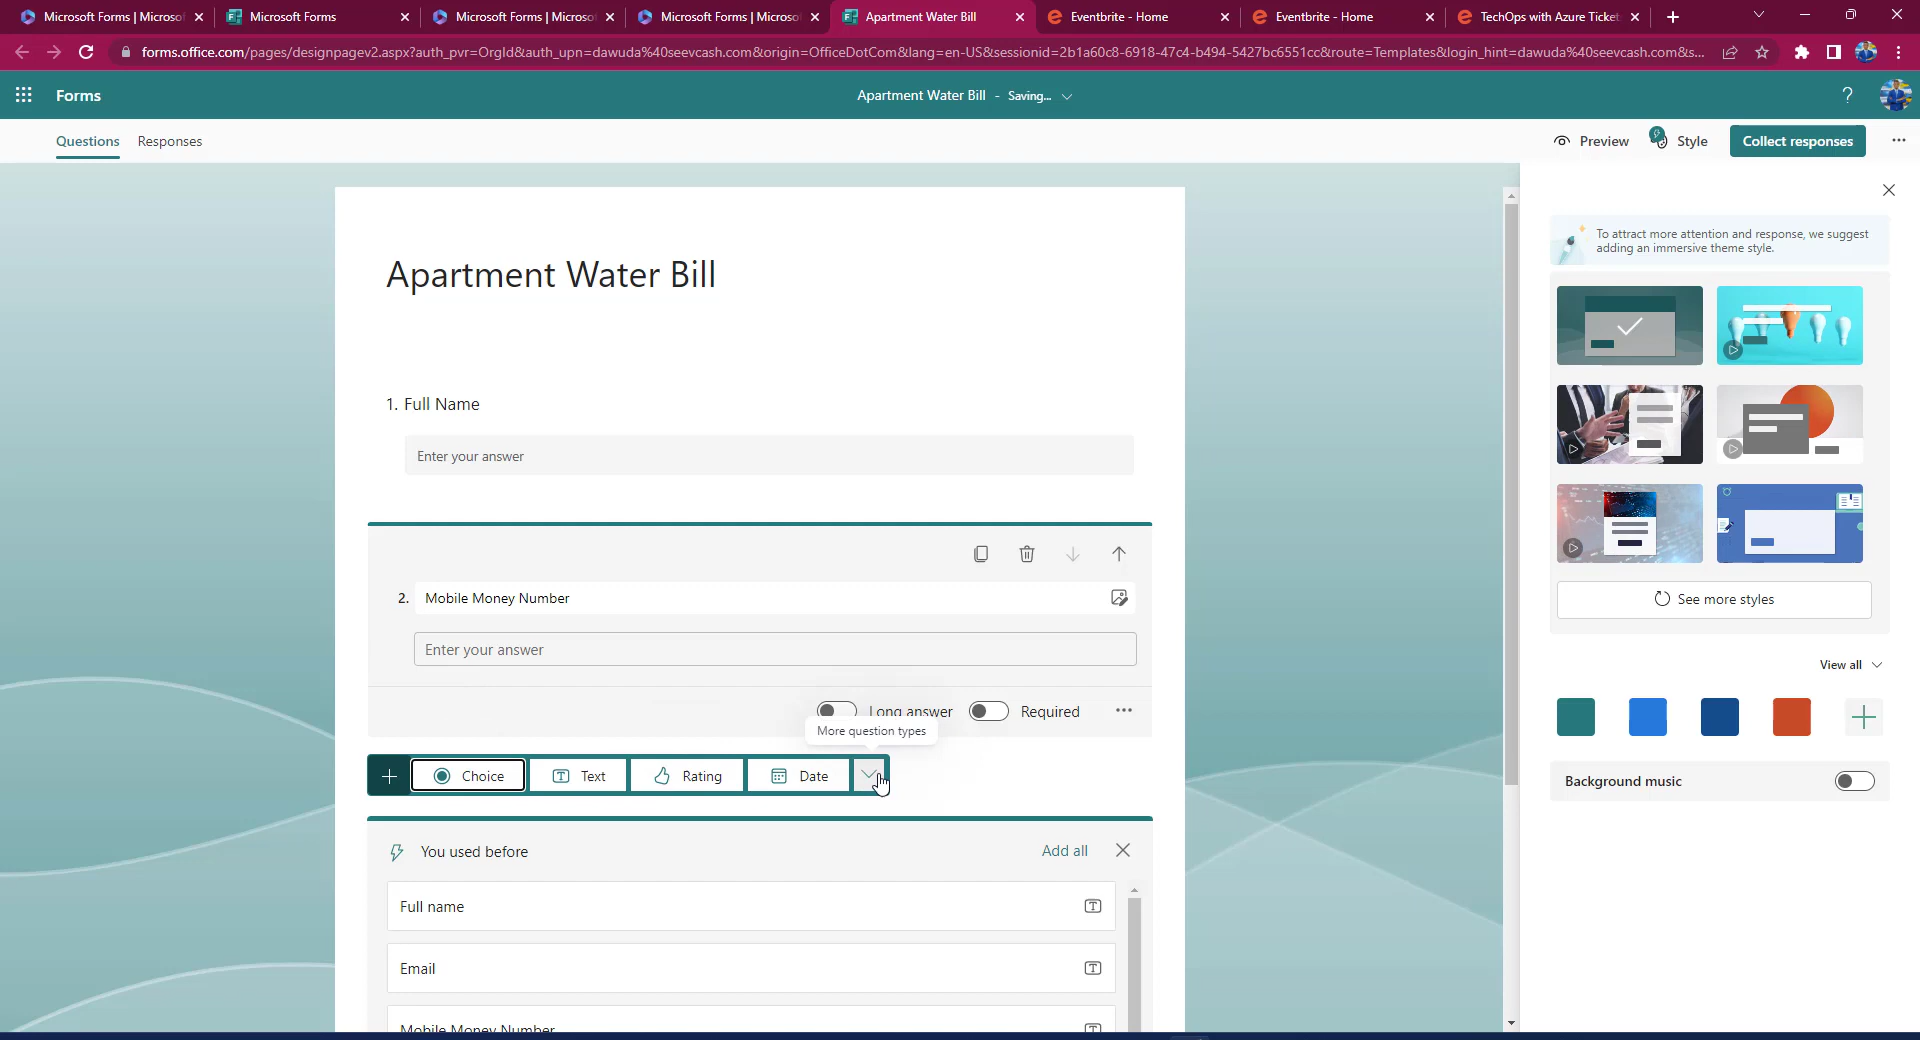 Microsoft Forms | Microsof
Microsoft Forms
Microsoft Forms | Microsof
Microsoft Forms | Microso
Apartment Water Bill
Eventbrite - Home
Eventbrite - Home
TechOps with Azure Ticket
forms.office.com/pages/designpagev2.aspx?auth_pvr=OrgId&auth_upn=dawuda%40seevcash.com&origin=OfficeDotCom&lang=en-US&sessionid=2b1a60c8-6918-47c4-b494-5427bc6551cc&route=Templates&login_hint=dawuda%40seevcash.com&s...
Forms
Apartment Water Bill - Saving...
?
Questions
Responses
Preview
Style
Collect responses
To attract more attention and response, we suggest
adding an immersive theme style.
Apartment Water Bill
1. Full Name
Enter your answer
2. Mobile Money Number
Enter your answer
Long answer
Required
More question types
Choice
Text
Rating
Date
You used before
Add all
Full name
Email
Mobile Money Number
See more styles
View all
Background music